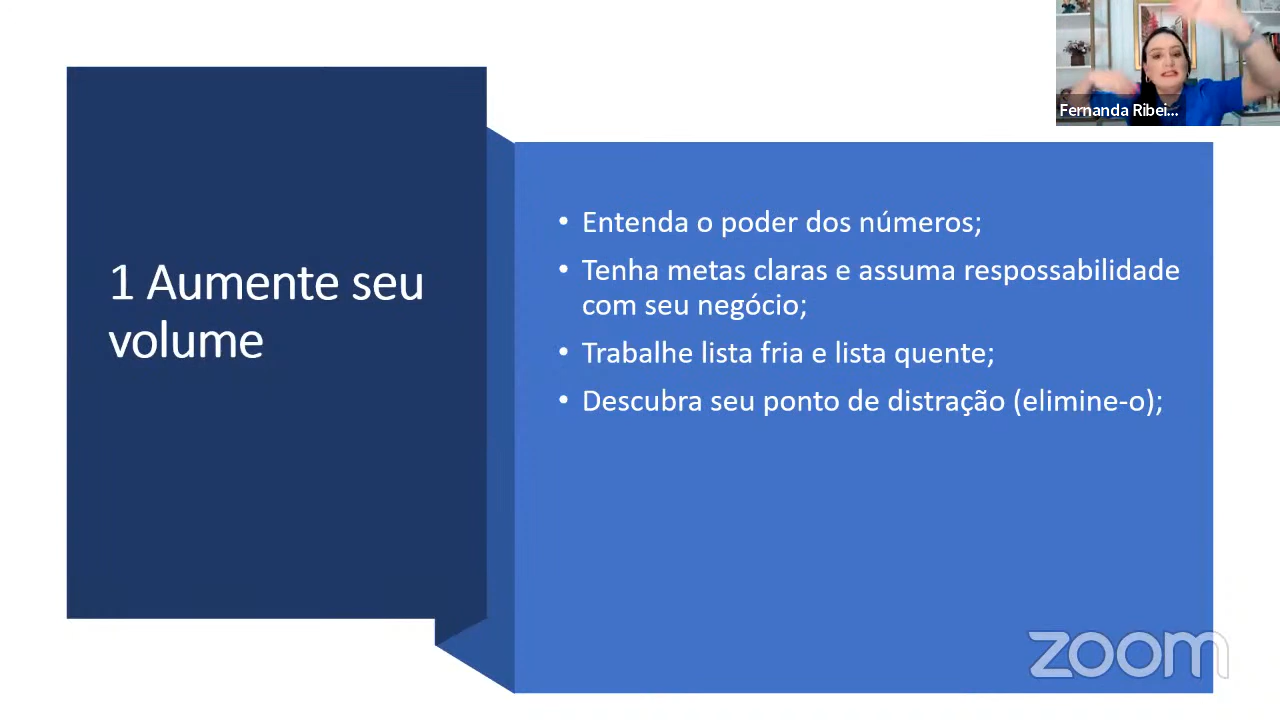 Fernanda Ribei...
1 Aumente seu
volume
• Entenda o poder dos números;
• Tenha metas claras e assuma respossabilidade
com seu negócio;
• Trabalhe lista fria e lista quente;
• Descubra seu ponto de distração (elimine-o);
zoom